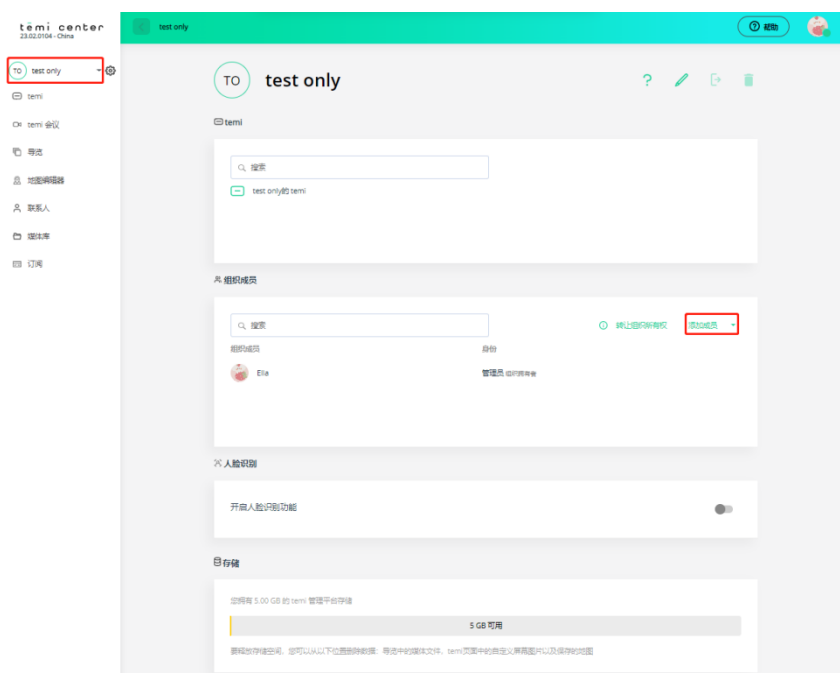 temi center
23.02.0104 - China
test only
帮助
TO test only
temi
temi 会议
导览
地图编辑器
联系人
媒体库
订阅
TO test only
?
temi
搜索
test only的 temi
组织成员
搜索
转让组织所有权
添加成员
组织成员 身份
Ella 管理员 组织拥有者
人脸识别
开启人脸识别功能
存储
您拥有 5.00 GB 的 temi 管理平台存储
5 GB 可用
要释放存储空间，您可以从以下位置删除数据：导览中的媒体文件、temi页面中的自定义屏幕图片以及保存的地图